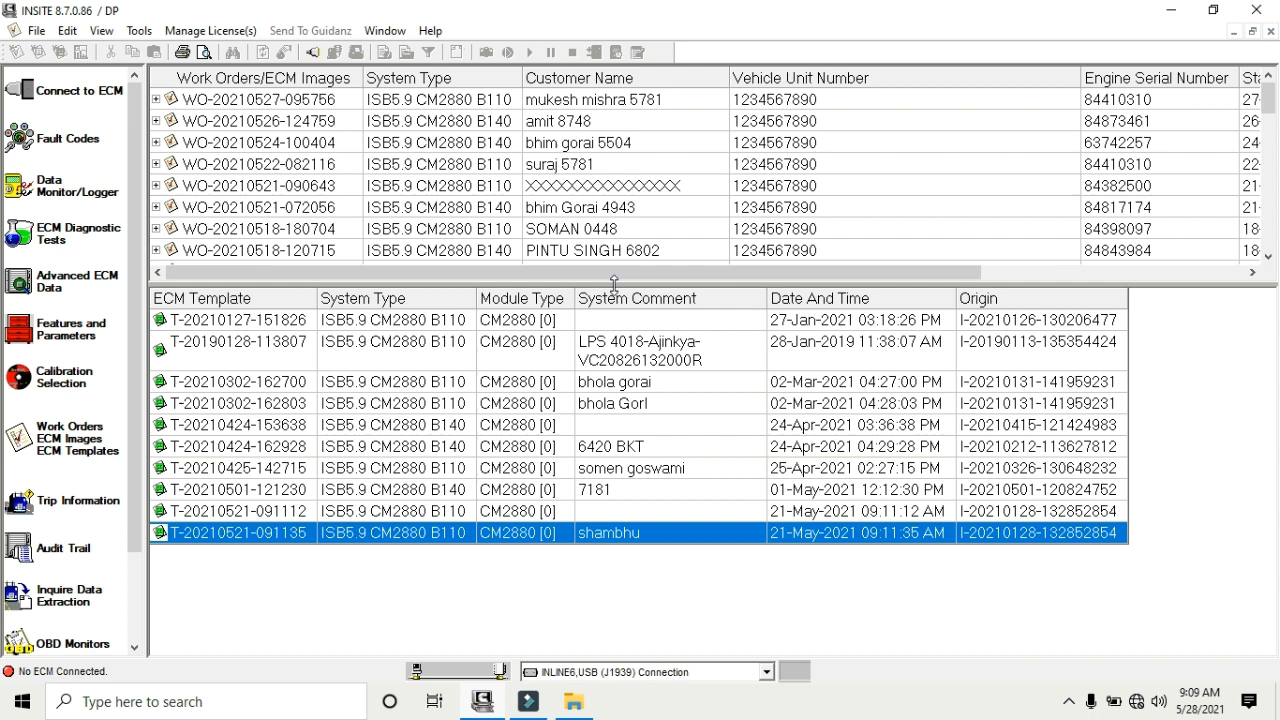 INSITE 8.7.0.86 / DP
File Edit View Tools Manage License(s) Send To Guidanz Window Help
Connect to ECM
Fault Codes
Data
Monitor/Logger
ECM Diagnostic
Tests
Advanced ECM
Data
Features and
Parameters
Calibration
Selection
Work Orders
ECM Images
ECM Templates
Trip Information
Audit Trail
Inquire Data
Extraction
OBD Monitors
Work Orders/ECM Images System Type Customer Name Vehicle Unit Number Engine Serial Number Sta
WO-20210527-095756 ISB5.9 CM2880 B110 mukesh mishra 5781 1234567890 84410310 27-
WO-20210526-124759 ISB5.9 CM2880 B140 amit 8748 1234567890 84873461 26-
WO-20210524-100404 ISB5.9 CM2880 B140 bhim gorai 5504 1234567890 63742257 24-
WO-20210522-082116 ISB5.9 CM2880 B110 suraj 5781 1234567890 84410310 22-
WO-20210521-090643 ISB5.9 CM2880 B110 XXXXXXXXXXXXXXXXX 1234567890 84382500 21-
WO-20210521-072056 ISB5.9 CM2880 B140 bhim Gorai 4943 1234567890 84817174 21-
WO-20210518-180704 ISB5.9 CM2880 B110 SOMAN 0448 1234567890 84398097 18-
WO-20210518-120715 ISB5.9 CM2880 B140 PINTU SINGH 6802 1234567890 84843984 18-
ECM Template System Type Module Type System Comment Date And Time Origin
T-20210127-151826 ISB5.9 CM2880 B110 CM2880 [0] 27-Jan-2021 03:18:26 PM I-20210126-130206477
T-20190128-113807 ISB5.9 CM2880 B110 CM2880 [0] LPS 4018-Ajinkya- 28-Jan-2019 11:38:07 AM I-20190113-135354424
VC20826132000R
T-20210302-162700 ISB5.9 CM2880 B110 CM2880 [0] bhola gorai 02-Mar-2021 04:27:00 PM I-20210131-141959231
T-20210302-162803 ISB5.9 CM2880 B110 CM2880 [0] bhola GorI 02-Mar-2021 04:28:03 PM I-20210131-141959231
T-20210424-153638 ISB5.9 CM2880 B140 CM2880 [0] 24-Apr-2021 03:36:38 PM I-20210415-121424983
T-20210424-162928 ISB5.9 CM2880 B140 CM2880 [0] 6420 BKT 24-Apr-2021 04:29:28 PM I-20210212-113627812
T-20210425-142715 ISB5.9 CM2880 B110 CM2880 [0] somen goswami 25-Apr-2021 02:27:15 PM I-20210326-130648232
T-20210501-121230 ISB5.9 CM2880 B140 CM2880 [0] 7181 01-May-2021 12:12:30 PM I-20210501-120824752
T-20210521-091112 ISB5.9 CM2880 B110 CM2880 [0] 21-May-2021 09:11:12 AM I-20210128-132852854
T-20210521-091135 ISB5.9 CM2880 B110 CM2880 [0] shambhu 21-May-2021 09:11:35 AM I-20210128-132852854
No ECM Connected.
INLINE6,USB (J1939) Connection
Type here to search
9:09 AM
5/28/2021